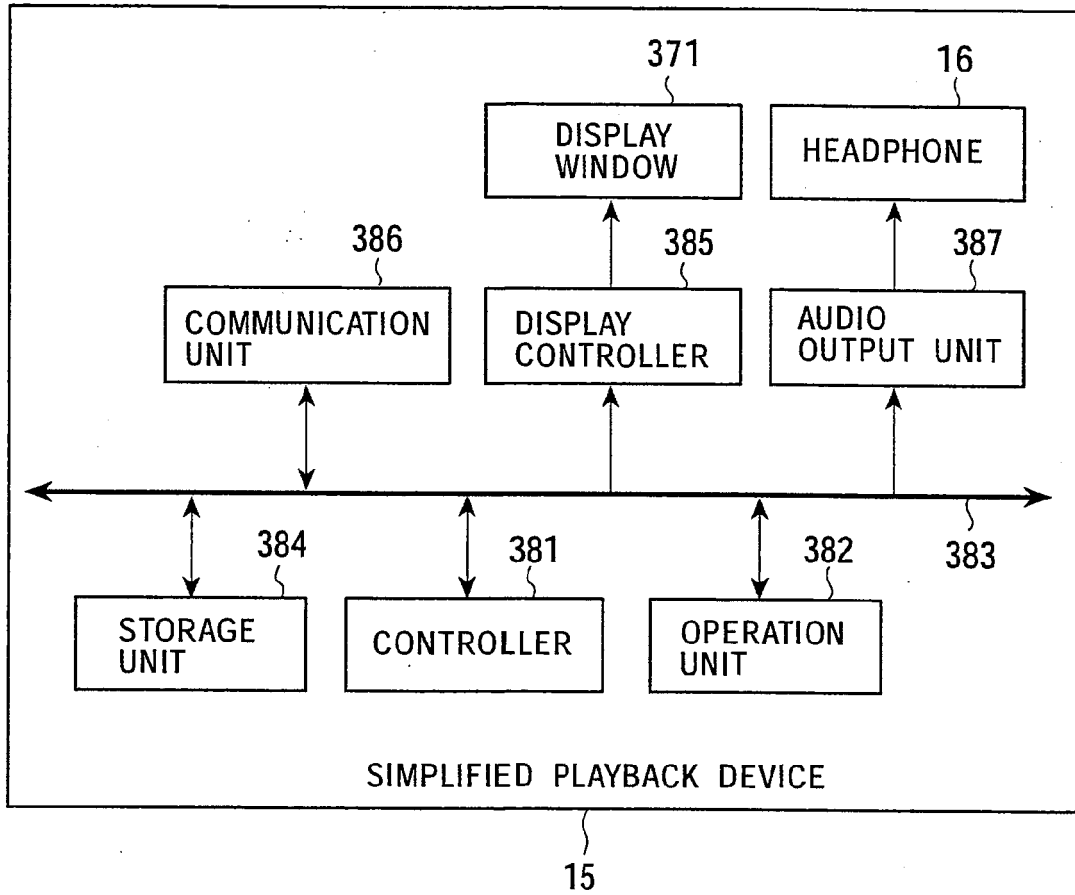 371
16
DISPLAY
WINDOW
HEADPHONE
386
385
387
COMMUNICATION
UNIT
DISPLAY
CONTROLLER
AUDIO
OUTPUT UNIT
384
381
382
383
STORAGE
UNIT
CONTROLLER
OPERATION
UNIT
SIMPLIFIED PLAYBACK DEVICE
15